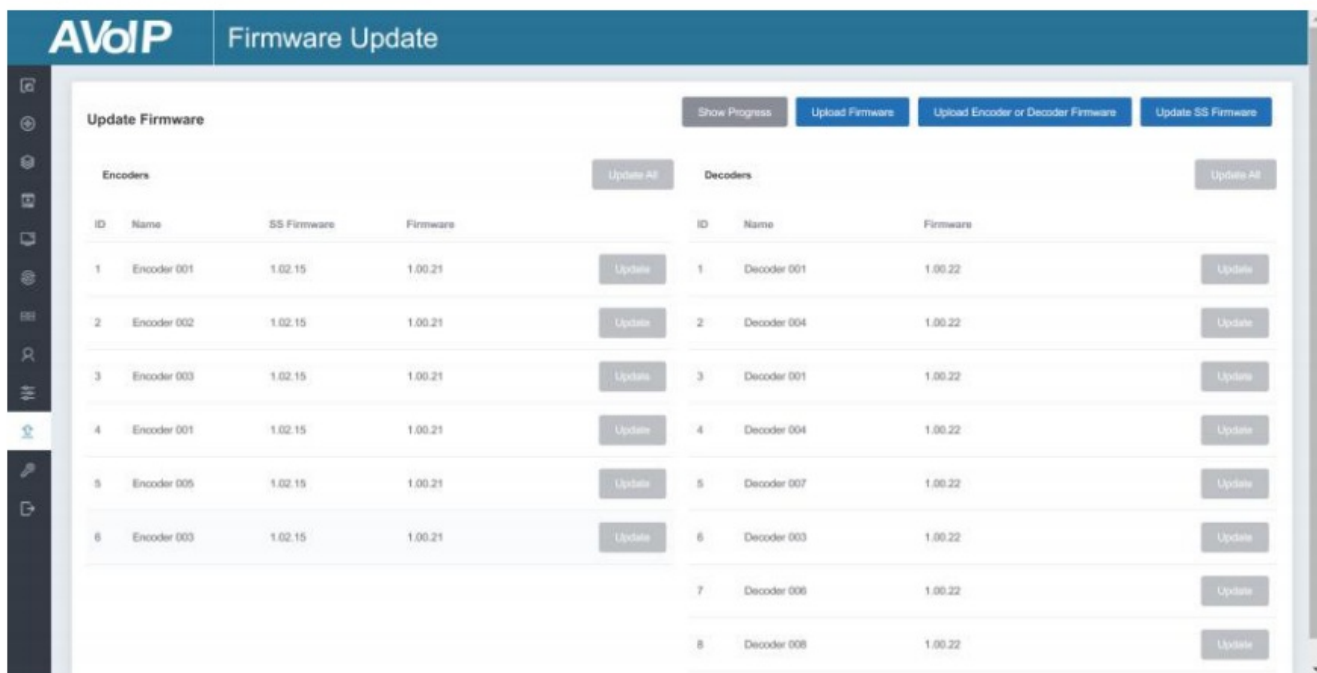 AVoIP Firmware Update
Update Firmware
Show Progress Upload Firmware Upload Encoder or Decoder Firmware Update SS Firmware
Encoders Update All
ID Name SS Firmware Firmware
1 Encoder 001 1.02.15 1.00.21 Update
2 Encoder 002 1.02.15 1.00.21 Update
3 Encoder 003 1.02.15 1.00.21 Update
4 Encoder 001 1.02.15 1.00.21 Update
5 Encoder 005 1.02.15 1.00.21 Update
6 Encoder 003 1.02.15 1.00.21 Update
Decoders Update All
ID Name Firmware
1 Decoder 001 1.00.22 Update
2 Decoder 004 1.00.22 Update
3 Decoder 001 1.00.22 Update
4 Decoder 004 1.00.22 Update
5 Decoder 007 1.00.22 Update
6 Decoder 003 1.00.22 Update
7 Decoder 006 1.00.22 Update
8 Decoder 008 1.00.22 Update